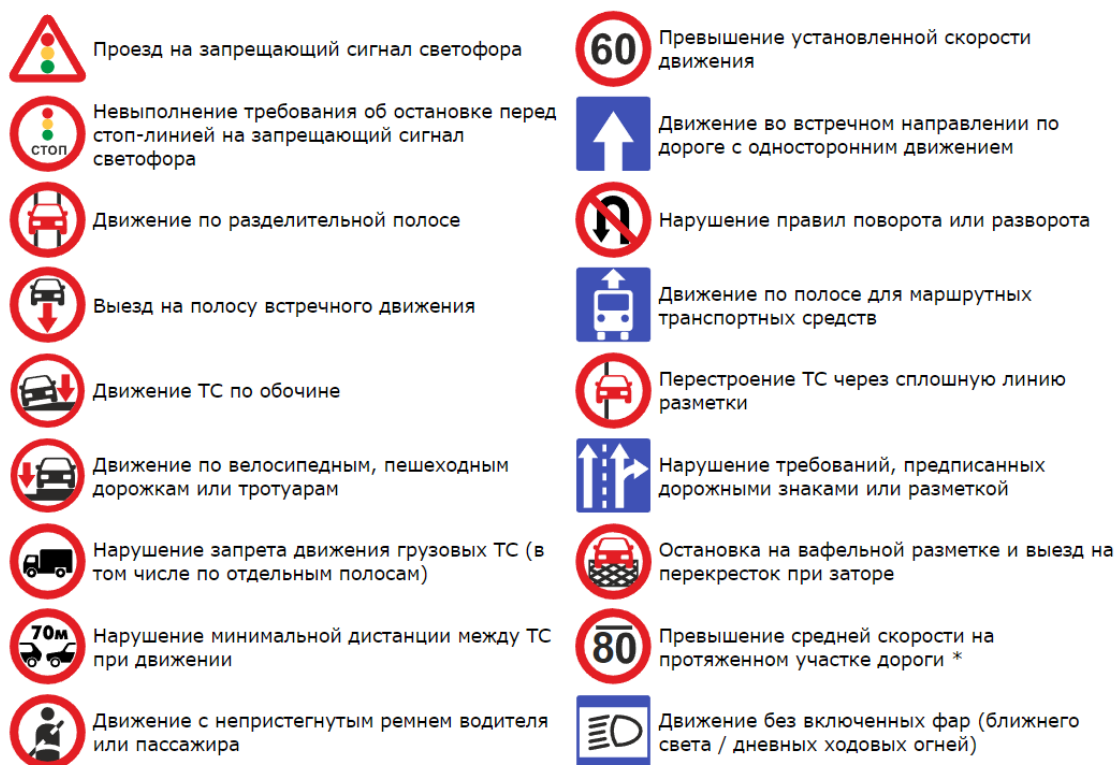 Проезд на запрещающий сигнал светофора
60
Превышение установленной скорости
движения
стоп
Невыполнение требования об остановке перед
стоп-линией на запрещающий сигнал
светофора
Движение во встречном направлении по
дороге с односторонним движением
Движение по разделительной полосе
Нарушение правил поворота или разворота
Выезд на полосу встречного движения
Движение по полосе для маршрутных
транспортных средств
Движение ТС по обочине
Перестроение ТС через сплошную линию
разметки
Движение по велосипедным, пешеходным
дорожкам или тротуарам
Нарушение требований, предписанных
дорожными знаками или разметкой
Нарушение запрета движения грузовых ТС (в
том числе по отдельным полосам)
Остановка на вафельной разметке и выезд на
перекресток при заторе
70м
Нарушение минимальной дистанции между ТС
при движении
80
Превышение средней скорости на
протяженном участке дороги *
Движение с непристегнутым ремнем водителя
или пассажира
Движение без включенных фар (ближнего
света / дневных ходовых огней)